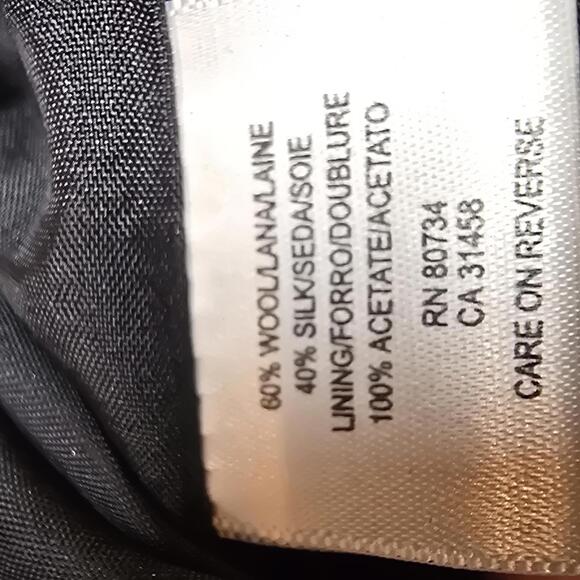 60% WOOL/LANA/LAINE
40% SILK/SEDA/SOIE
LINING/FORRO/DOUBLURE
100% ACETATE/ACETATO
RN 80734
CA 31458
CARE ON REVERSE